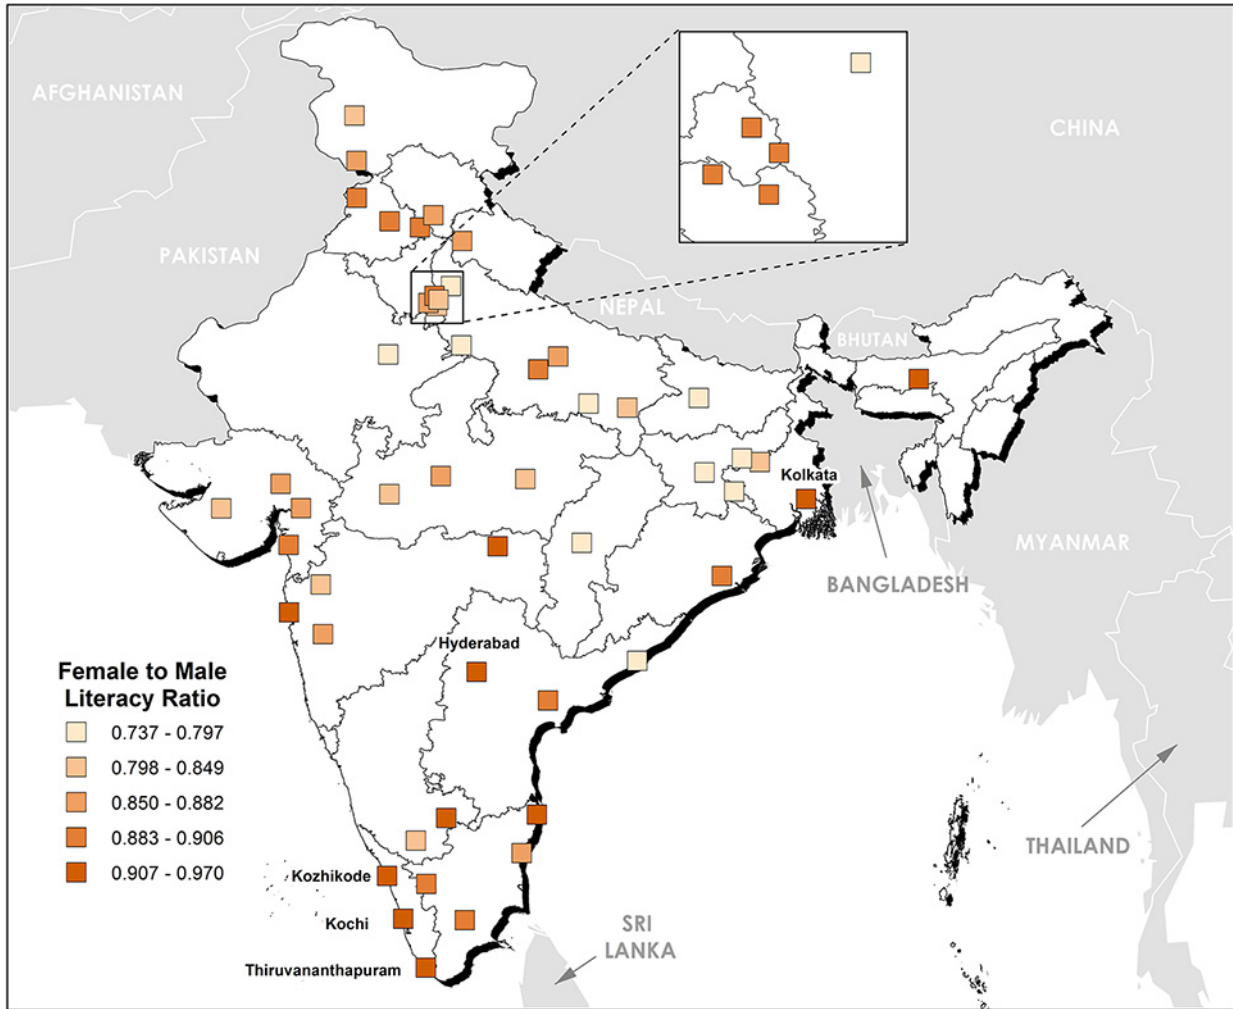 AFGHANISTAN
CHINA
PAKISTAN
NEPAL
BHUTAN
Kolkata
MYANMAR
BANGLADESH
Hyderabad
Female to Male
Literacy Ratio
0.737 - 0.797
0.798 - 0.849
0.850 - 0.882
0.883 - 0.906
0.907 - 0.970
THAILAND
Kozhikode
Kochi
SRI
LANKA
Thiruvananthapuram